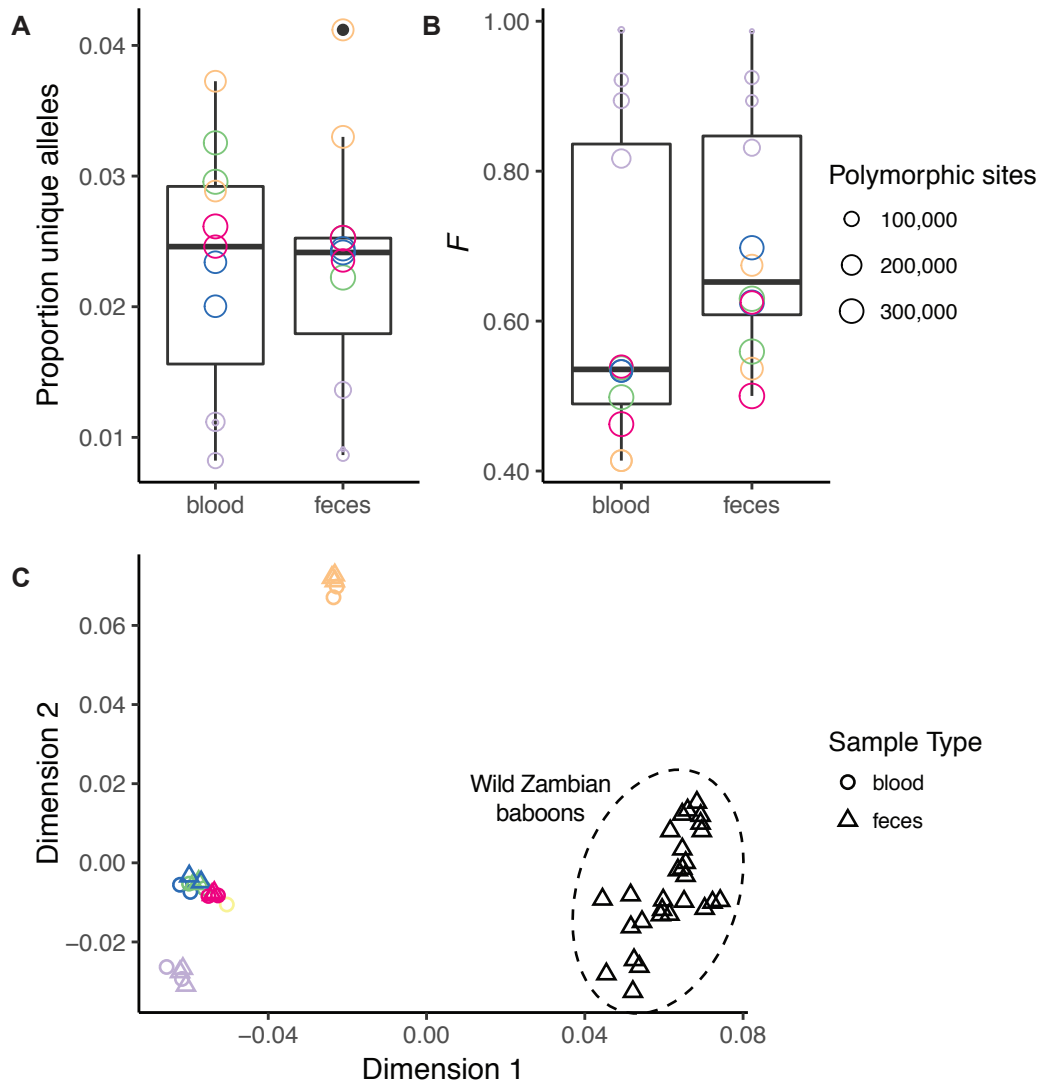 A
Proportion unique alleles
0.04
0.03
0.02
0.01
blood
feces
B
F
1.00
0.80
0.60
0.40
blood
feces
Polymorphic sites
100,000
200,000
300,000
C
Dimension 2
0.06
0.04
0.02
0.00
−0.02
Wild Zambian
baboons
−0.04
0.00
0.04
0.08
Dimension 1
Sample Type
blood
feces